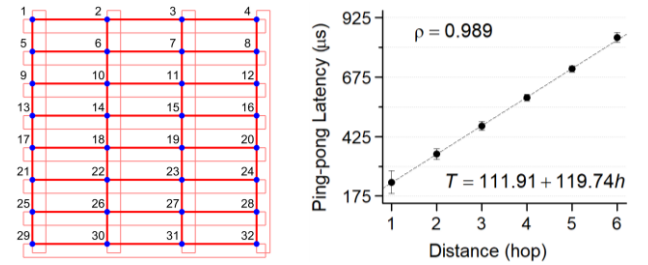 1 2 3 4
5 6 7 8
9 10 11 12
13 14 15 16
17 18 19 20
21 22 23 24
25 26 27 28
29 30 31 32
Ping-pong Latency (µs)
925
675
425
175
ρ = 0.989
T = 111.91 + 119.74h
1 2 3 4 5 6
Distance (hop)